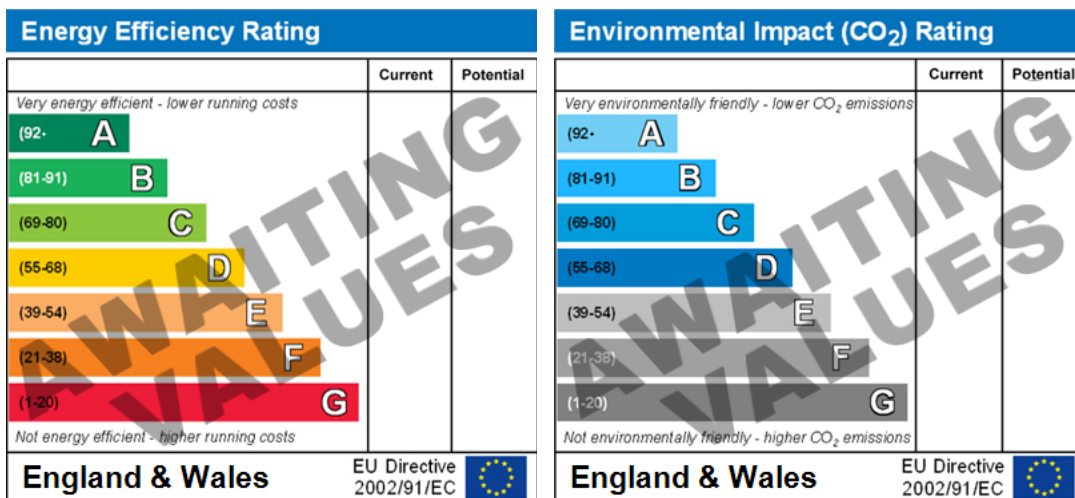 Energy Efficiency Rating
Current Potential
Very energy efficient - lower running costs
(92+ A
(81-91) B
(69-80) C
(55-68) D
(39-54) E
(21-38) F
(1-20) G
Not energy efficient - higher running costs
England & Wales
EU Directive
2002/91/EC
AWAITING
VALUES
Environmental Impact (CO₂) Rating
Current Potential
Very environmentally friendly - lower CO₂ emissions
(92+ A
(81-91) B
(69-80) C
(55-68) D
(39-54) E
(21-38) F
(1-20) G
Not environmentally friendly - higher CO₂ emissions
England & Wales
EU Directive
2002/91/EC
AWAITING
VALUES